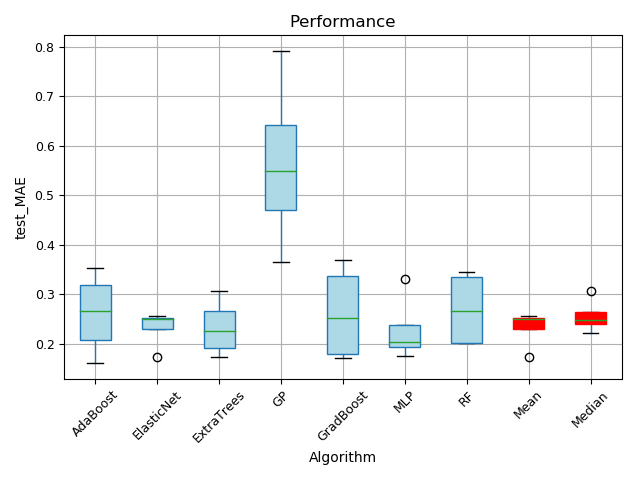 Performance
0.8
0.7
0.6
0.5
0.4
0.3
0.2
test_MAE
AdaBoost
ElasticNet
ExtraTrees
GP
GradBoost
MLP
RF
Mean
Median
Algorithm